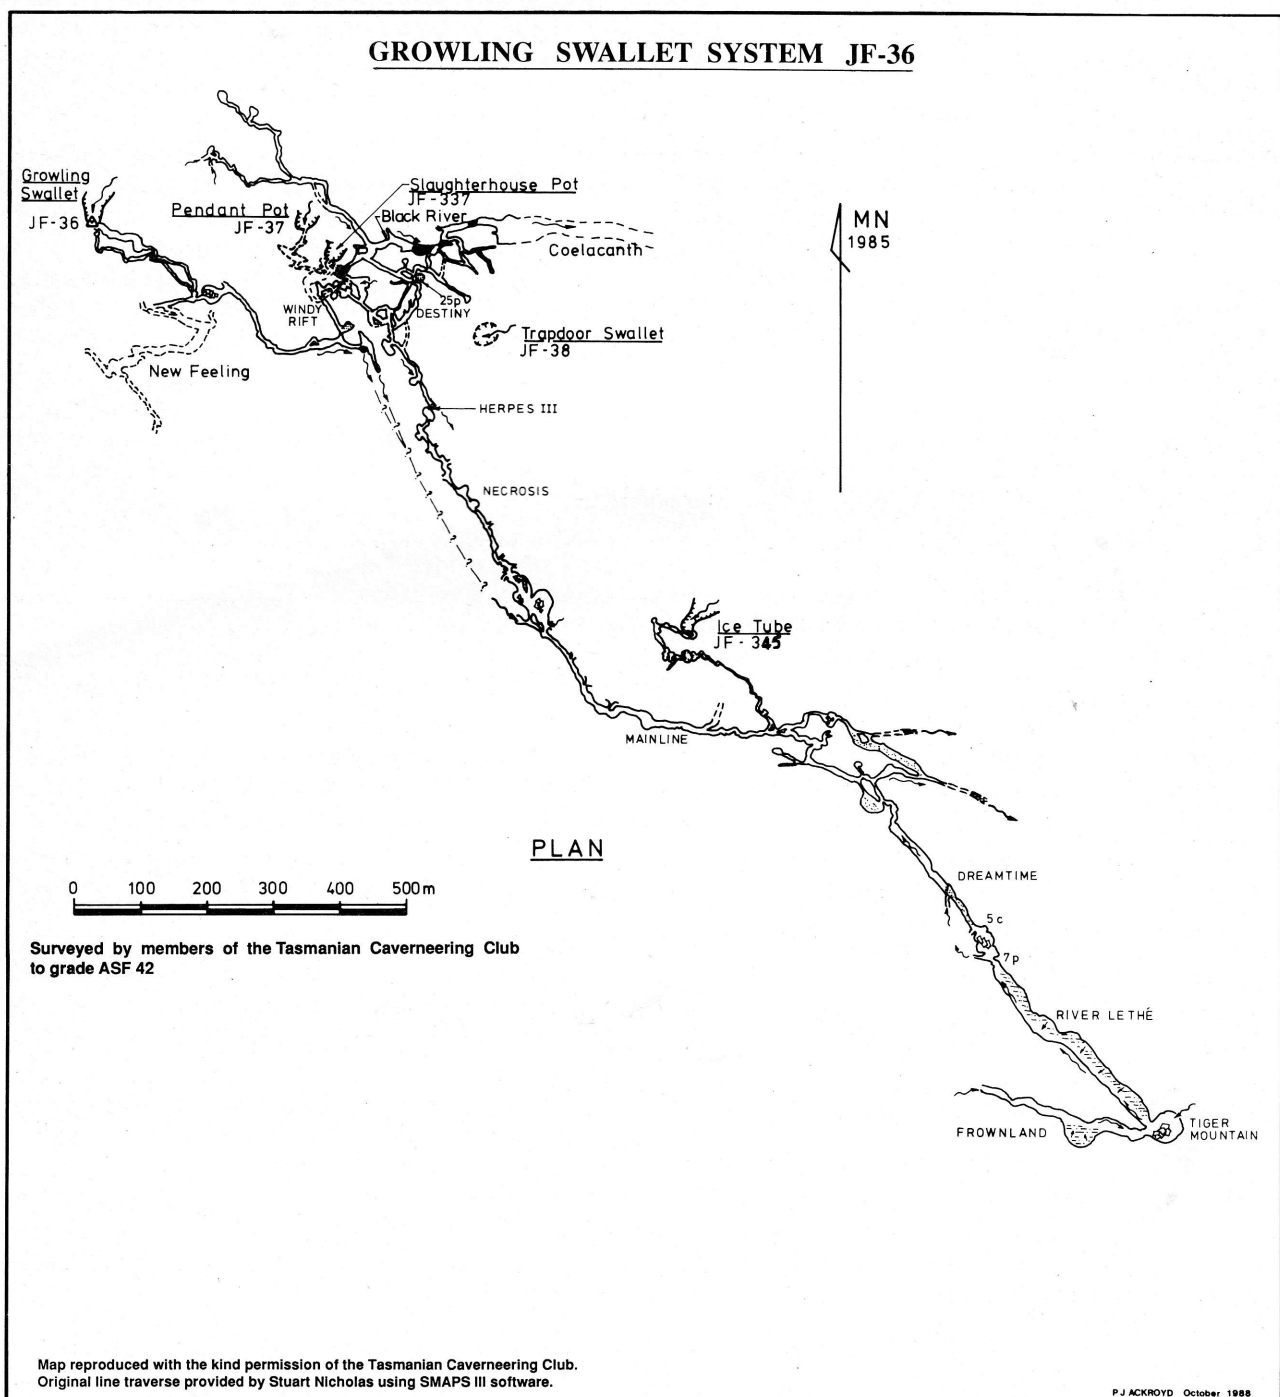 GROWLING SWALLET SYSTEM JF-36
Growling
Swallet
JF-36
Pendant Pot
JF-37
Slaughterhouse Pot
JF-337
Black River
Coelacanth
MN
1985
25p
DESTINY
WINDY
RIFT
Trapdoor Swallet
JF-38
New Feeling
HERPES III
NECROSIS
Ice Tube
JF-345
MAINLINE
PLAN
0 100 200 300 400 500m
Surveyed by members of the Tasmanian Caverneering Club
to grade ASF 42
DREAMTIME
5c
7p
RIVER LETHÉ
FROWNLAND
TIGER
MOUNTAIN
Map reproduced with the kind permission of the Tasmanian Caverneering Club.
Original line traverse provided by Stuart Nicholas using SMAPS III software.
P J ACKROYD October 1988